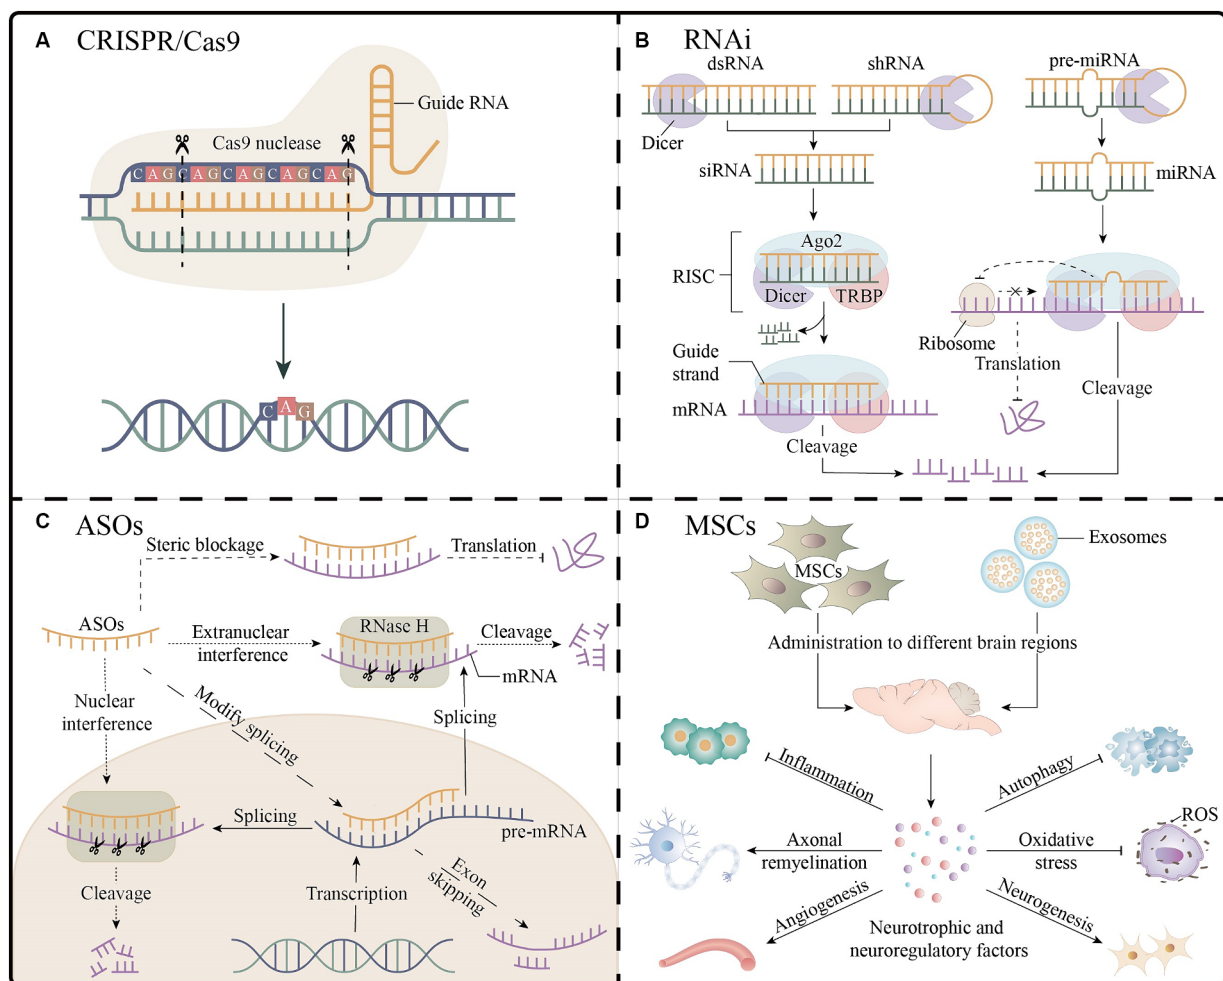 A CRISPR/Cas9
Guide RNA
Cas9 nuclease
C A G C A G C A G C A G C A G
C A G
B RNAi
dsRNA
shRNA
pre-miRNA
Dicer
siRNA
miRNA
RISC
Ago2
Dicer
TRBP
Guide
strand
mRNA
Cleavage
Ribosome
Translation
Cleavage
C ASOs
Steric blockage
Translation
ASOs
Extranuclear
interference
RNase H
Cleavage
mRNA
Nuclear
interference
Modify splicing
Splicing
Splicing
pre-mRNA
Cleavage
Transcription
Exon
skipping
D MSCs
MSCs
Exosomes
Administration to different brain regions
Inflammation
Autophagy
Axonal
remyelination
Oxidative
stress
ROS
Angiogenesis
Neurogenesis
Neurotrophic and
neuroregulatory factors